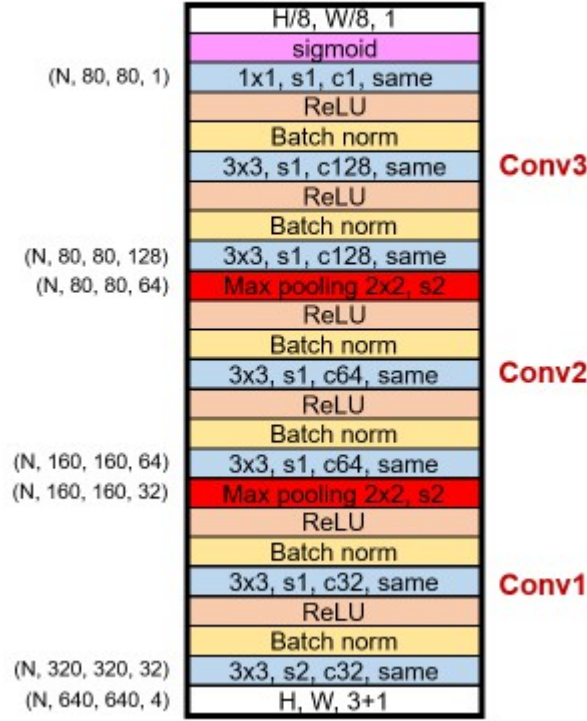 H/8, W/8, 1
sigmoid
(N, 80, 80, 1) 1x1, s1, c1, same
ReLU
Batch norm
3x3, s1, c128, same Conv3
ReLU
Batch norm
(N, 80, 80, 128) 3x3, s1, c128, same
(N, 80, 80, 64) Max pooling 2x2, s2
ReLU
Batch norm
3x3, s1, c64, same Conv2
ReLU
Batch norm
(N, 160, 160, 64) 3x3, s1, c64, same
(N, 160, 160, 32) Max pooling 2x2, s2
ReLU
Batch norm
3x3, s1, c32, same Conv1
ReLU
Batch norm
(N, 320, 320, 32) 3x3, s2, c32, same
(N, 640, 640, 4) H, W, 3+1